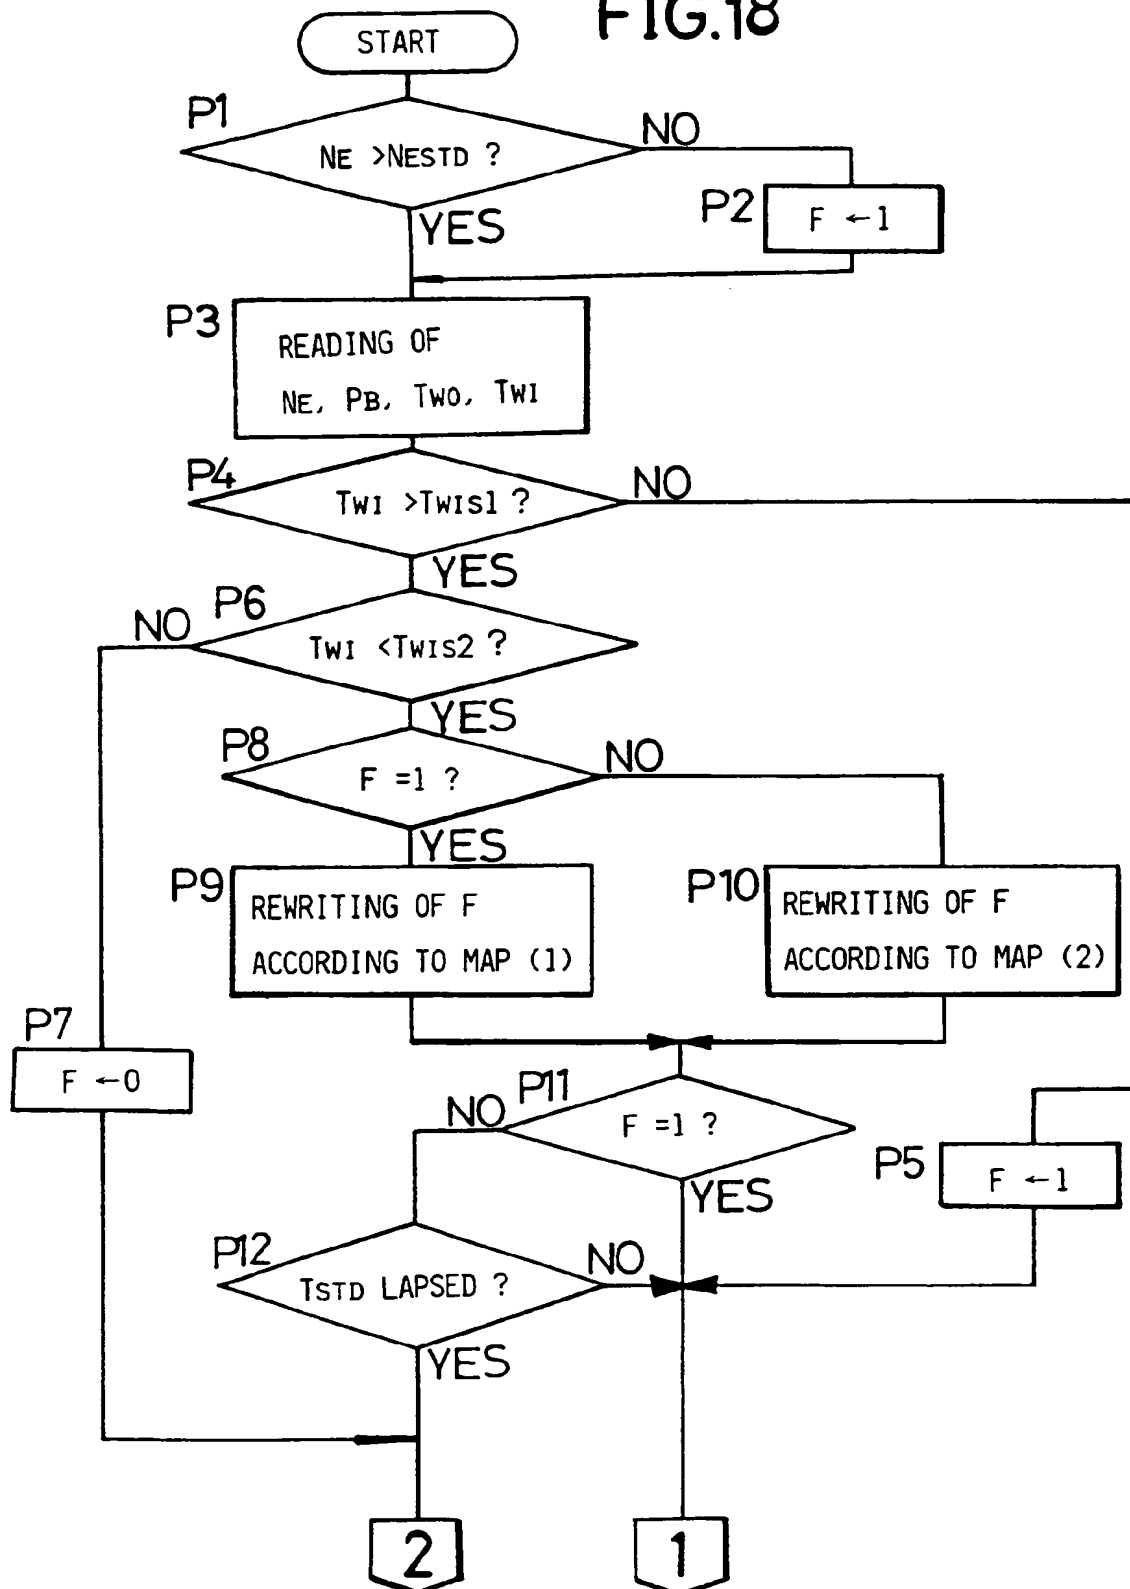 FIG.18
START
P1
NE >NESTD ?
NO
YES
P2
F ←1
P3
READING OF
NE, PB, TWO, TWI
P4
TWI >TWIS1 ?
NO
YES
P6
NO
TWI <TWIS2 ?
YES
P8
F =1 ?
NO
YES
P9
REWRITING OF F
ACCORDING TO MAP (1)
P10
REWRITING OF F
ACCORDING TO MAP (2)
P7
F ←0
P11
NO
F =1 ?
YES
P5
F ←1
P12
TSTD LAPSED ?
NO
YES
2
1